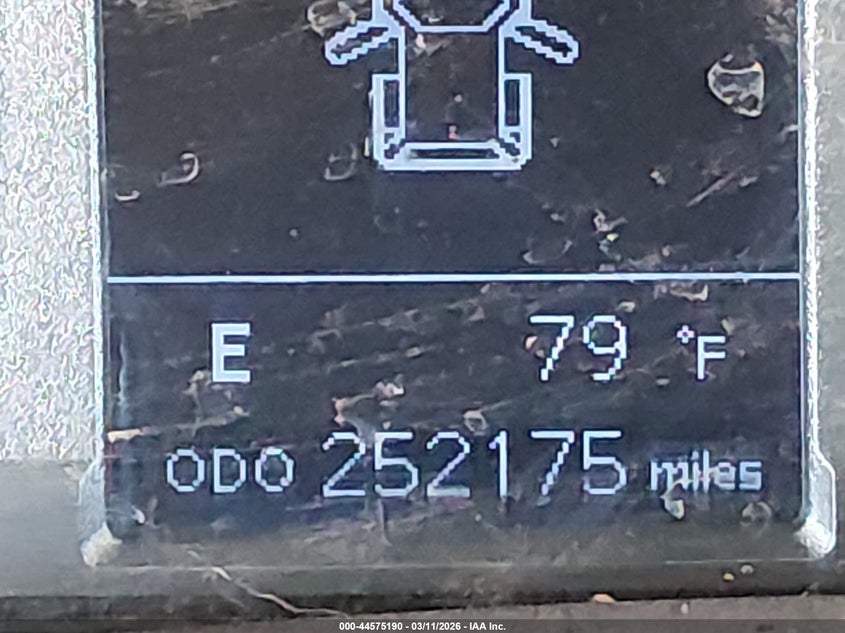 E 79 °F
ODO 252175 miles
000-44575190 - 03/11/2026 - IAA Inc.